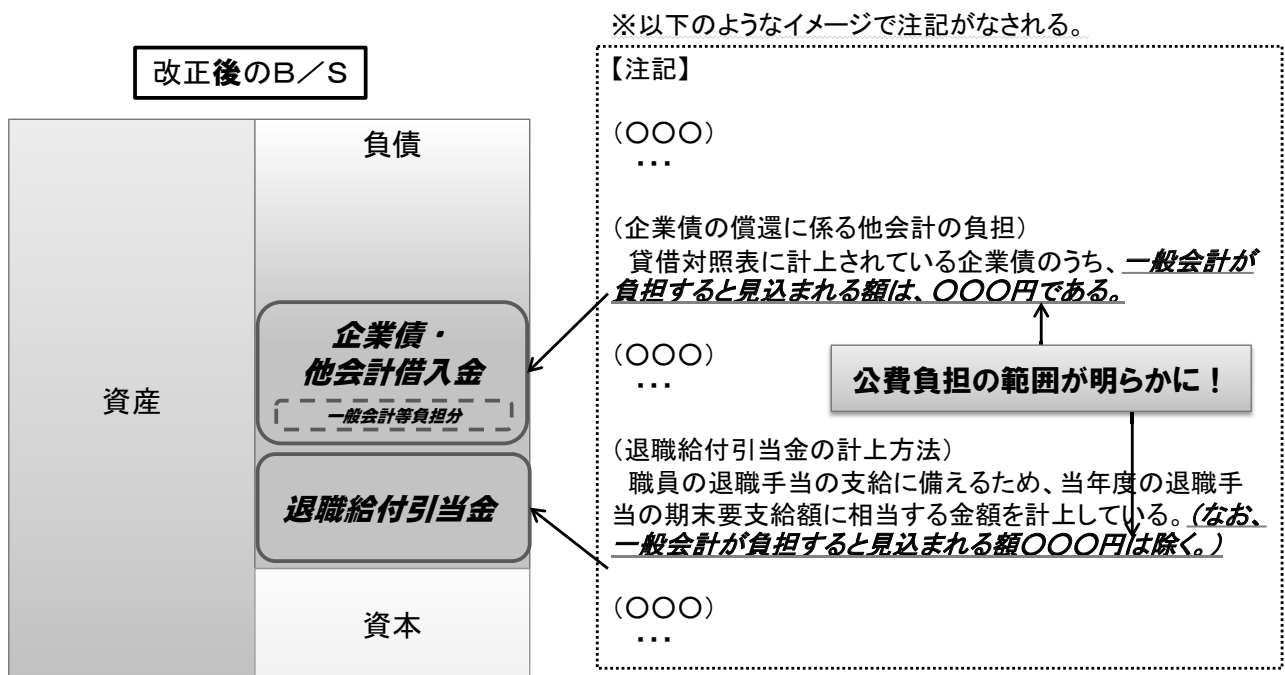 ※以下のようなイメージで注記がなされる。
改正後のB／S
資産
負債
企業債・
他会計借入金
一般会計等負担分
退職給付引当金
資本
【注記】
（○○○）
・・・
（企業債の償還に係る他会計の負担）
貸借対照表に計上されている企業債のうち、一般会計が
負担すると見込まれる額は、○○○円である。
（○○○）
・・・
公費負担の範囲が明らかに！
（退職給付引当金の計上方法）
職員の退職手当の支給に備えるため、当年度の退職手
当の期末要支給額に相当する金額を計上している。（なお、
一般会計が負担すると見込まれる額○○○円は除く。）
（○○○）
・・・